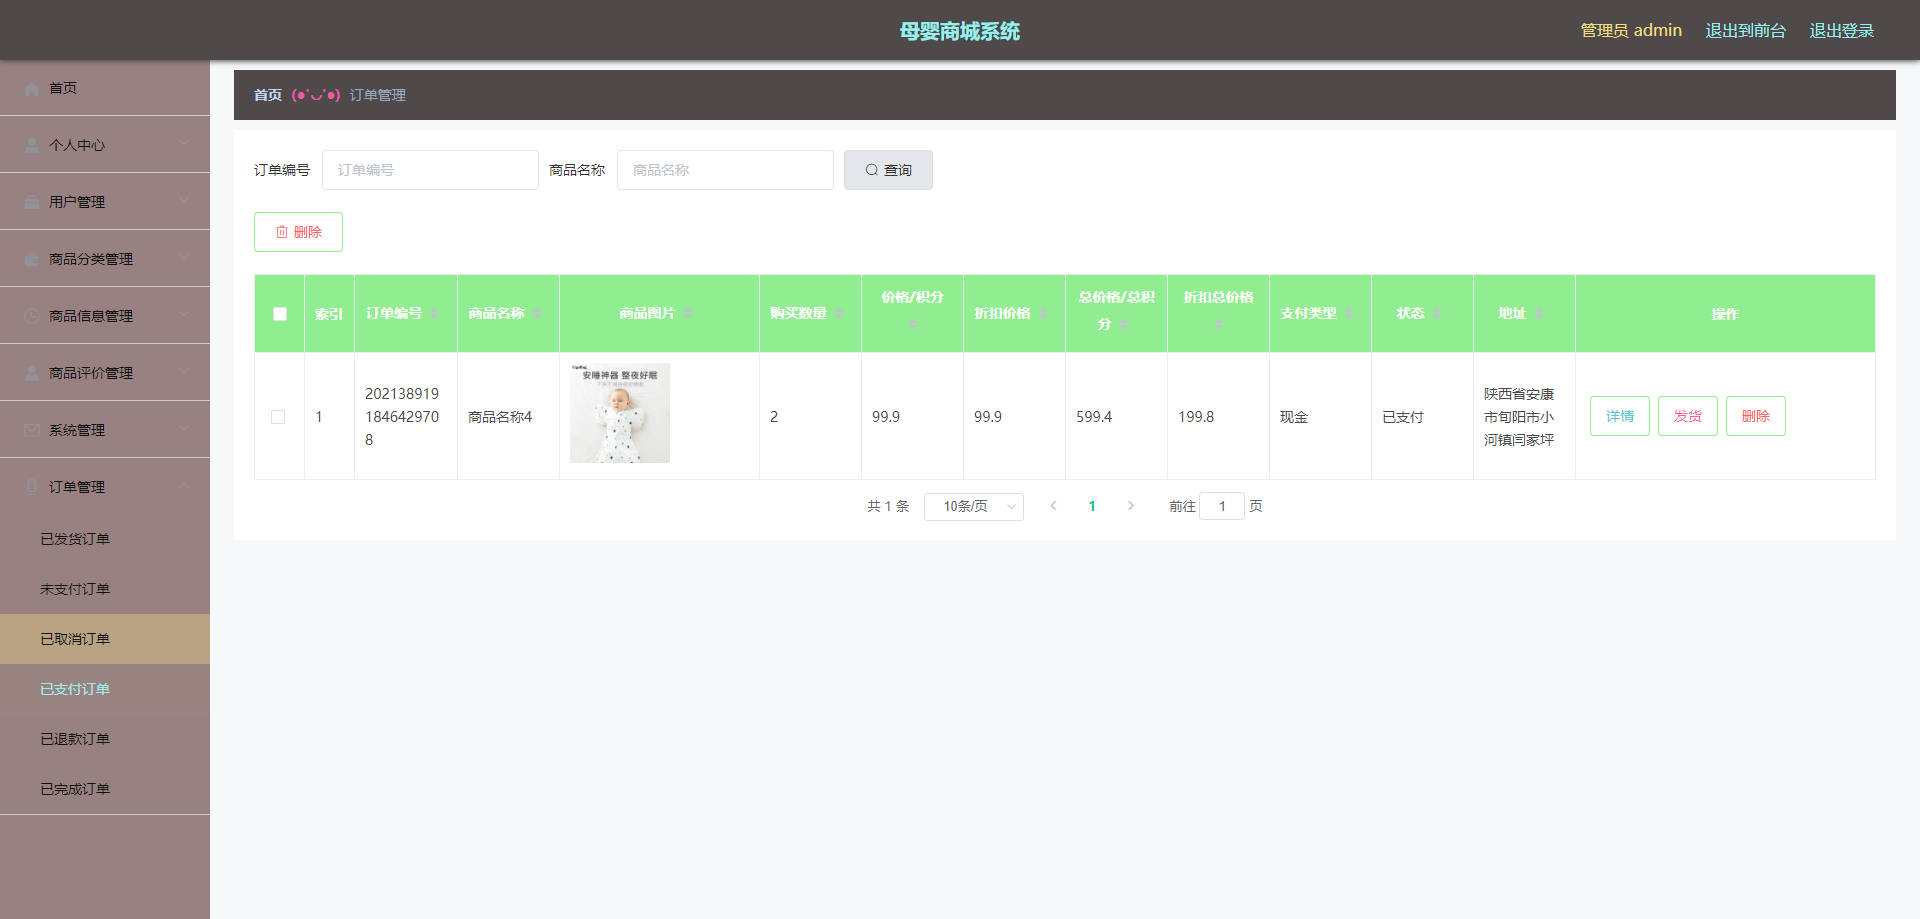 母婴商城系统
管理员 admin
退出到前台
退出登录
首页
个人中心
用户管理
商品分类管理
商品信息管理
商品评价管理
系统管理
订单管理
已发货订单
未支付订单
已取消订单
已支付订单
已退款订单
已完成订单
首页 (●'◡'●) 订单管理
订单编号 订单编号 商品名称 商品名称 查询
删除
索引 订单编号 商品名称 商品图片 购买数量 价格/积分 折扣价格 总价格/总积分 折扣总价格 支付类型 状态 地址 操作
安睡神器 整夜好眠
1
202138919
184642970
8
商品名称4
2
99.9
99.9
599.4
199.8
现金
已支付
陕西省安康
市旬阳市小
河镇闫家坪
详情 发货 删除
共 1 条 10条/页 1 前往 1 页